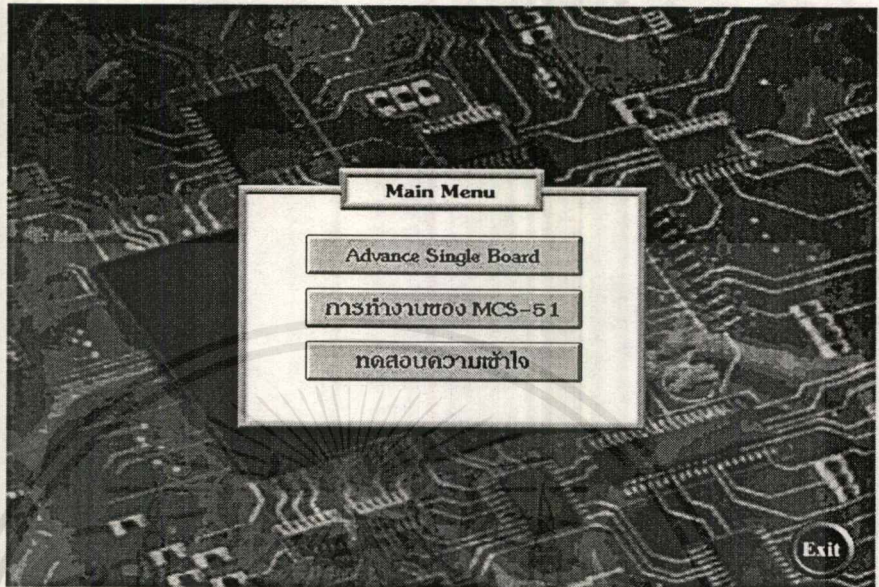 Main Menu
Advance Single Board
การทำงานของ MCS-51
ทดสอบความเข้าใจ
Exit